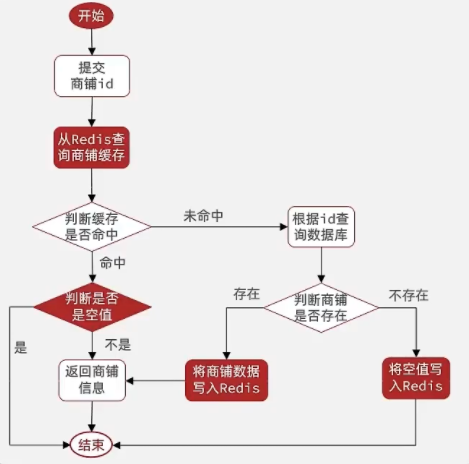 开始
提交
商铺id
从Redis查
询商铺缓存
判断缓存
是否命中
未命中
根据id查
询数据库
命中
判断是否
是空值
存在
判断商铺
是否存在
不存在
是
不是
返回商铺
信息
将商铺数据
写入Redis
将空值写
入Redis
结束